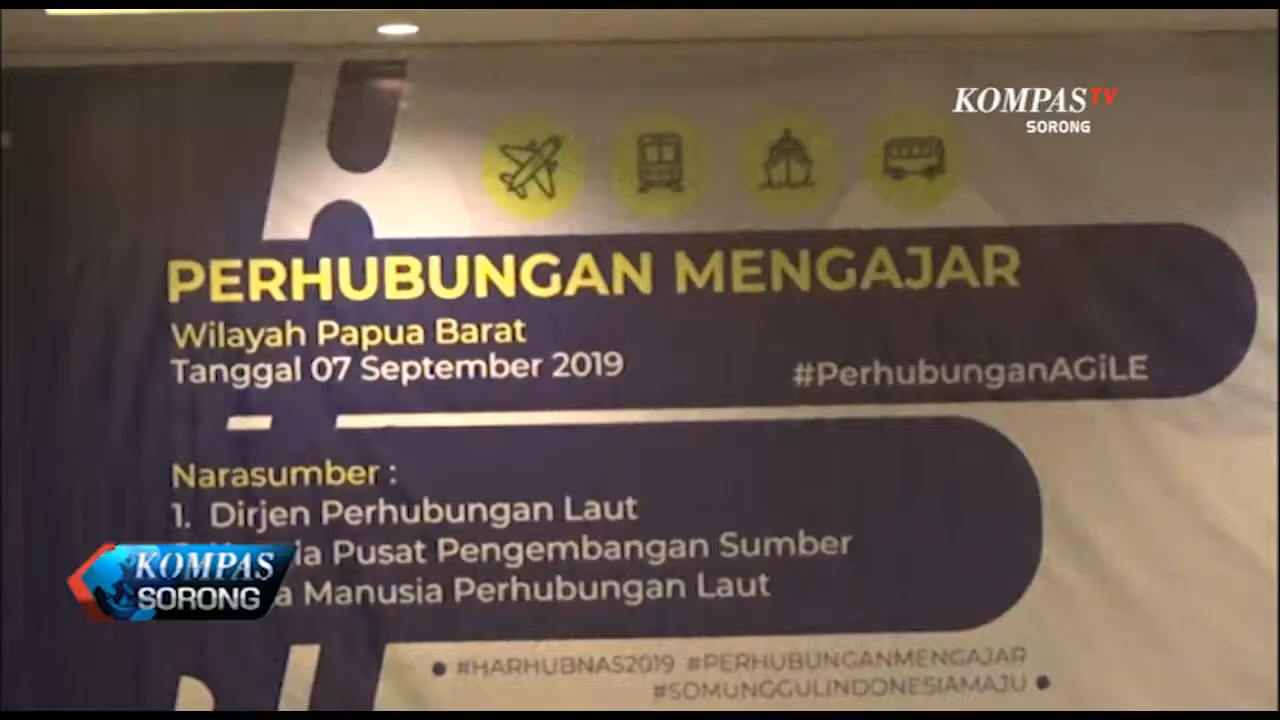 KOMPASTV
SORONG
PERHUBUNGAN MENGAJAR
Wilayah Papua Barat
Tanggal 07 September 2019
#PerhubunganAGiLE
Narasumber :
1. Dirjen Perhubungan Laut
Pusat Pengembangan Sumber
Manusia Perhubungan Laut
KOMPAS
SORONG
#HARHUBNAS2019 #PERHUBUNGANMENGAJAR
#SDMUNGGULINDONESIAMAJU